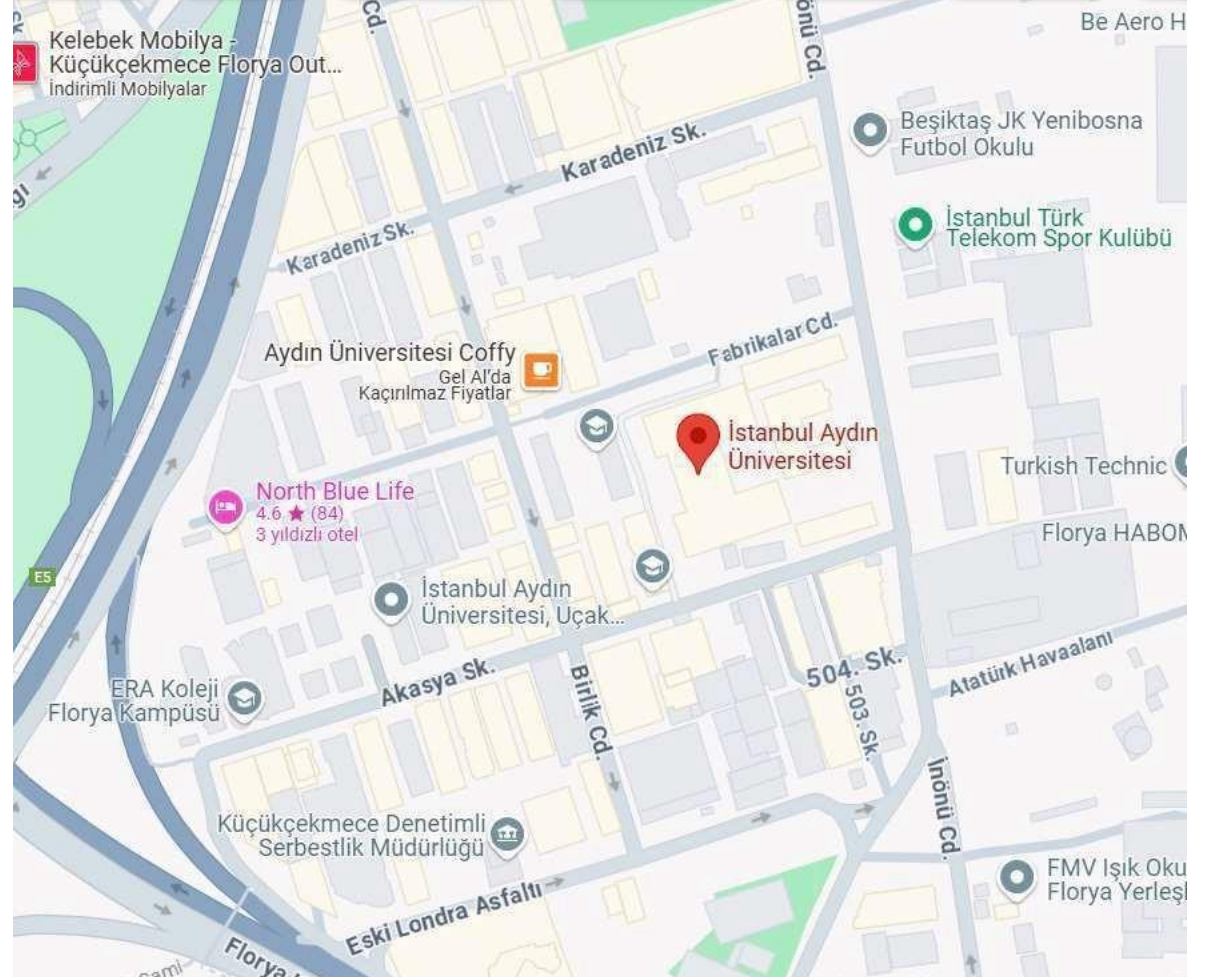 Sk
Cd.
önü Cd.
Be Aero H
Kelebek Mobilya -
Küçükçekmece Florya Out...
İndirimli Mobilyalar
Beşiktaş JK Yenibosna
Futbol Okulu
Karadeniz Sk.
İstanbul Türk
Telekom Spor Kulübü
Karadeniz Sk.
Fabrikalar Cd.
Aydın Üniversitesi Coffy
Gel Al'da
Kaçırılmaz Fiyatlar
İstanbul Aydın
Üniversitesi
Turkish Technic
North Blue Life
4.6 ★ (84)
3 yıldızlı otel
Florya HABOM
E5
İstanbul Aydın
Üniversitesi, Uçak...
Akasya Sk.
Birlik Cd.
504. Sk.
503. Sk.
Atatürk Havaalanı
ERA Koleji
Florya Kampüsü
İnönü Cd.
Küçükçekmece Denetimli
Serbestlik Müdürlüğü
FMV Işık Oku
Florya Yerleşk
Eski Londra Asfaltı
Florya
Sami